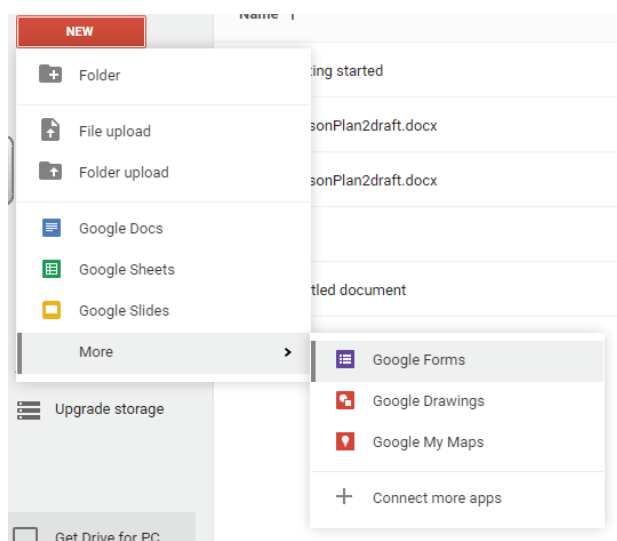 Name ↑
NEW
Folder
ting started
File upload
sonPlan2draft.docx
Folder upload
sonPlan2draft.docx
Google Docs
Google Sheets
Google Slides
tled document
More
Google Forms
Upgrade storage
Google Drawings
Google My Maps
Connect more apps
Get Drive for PC